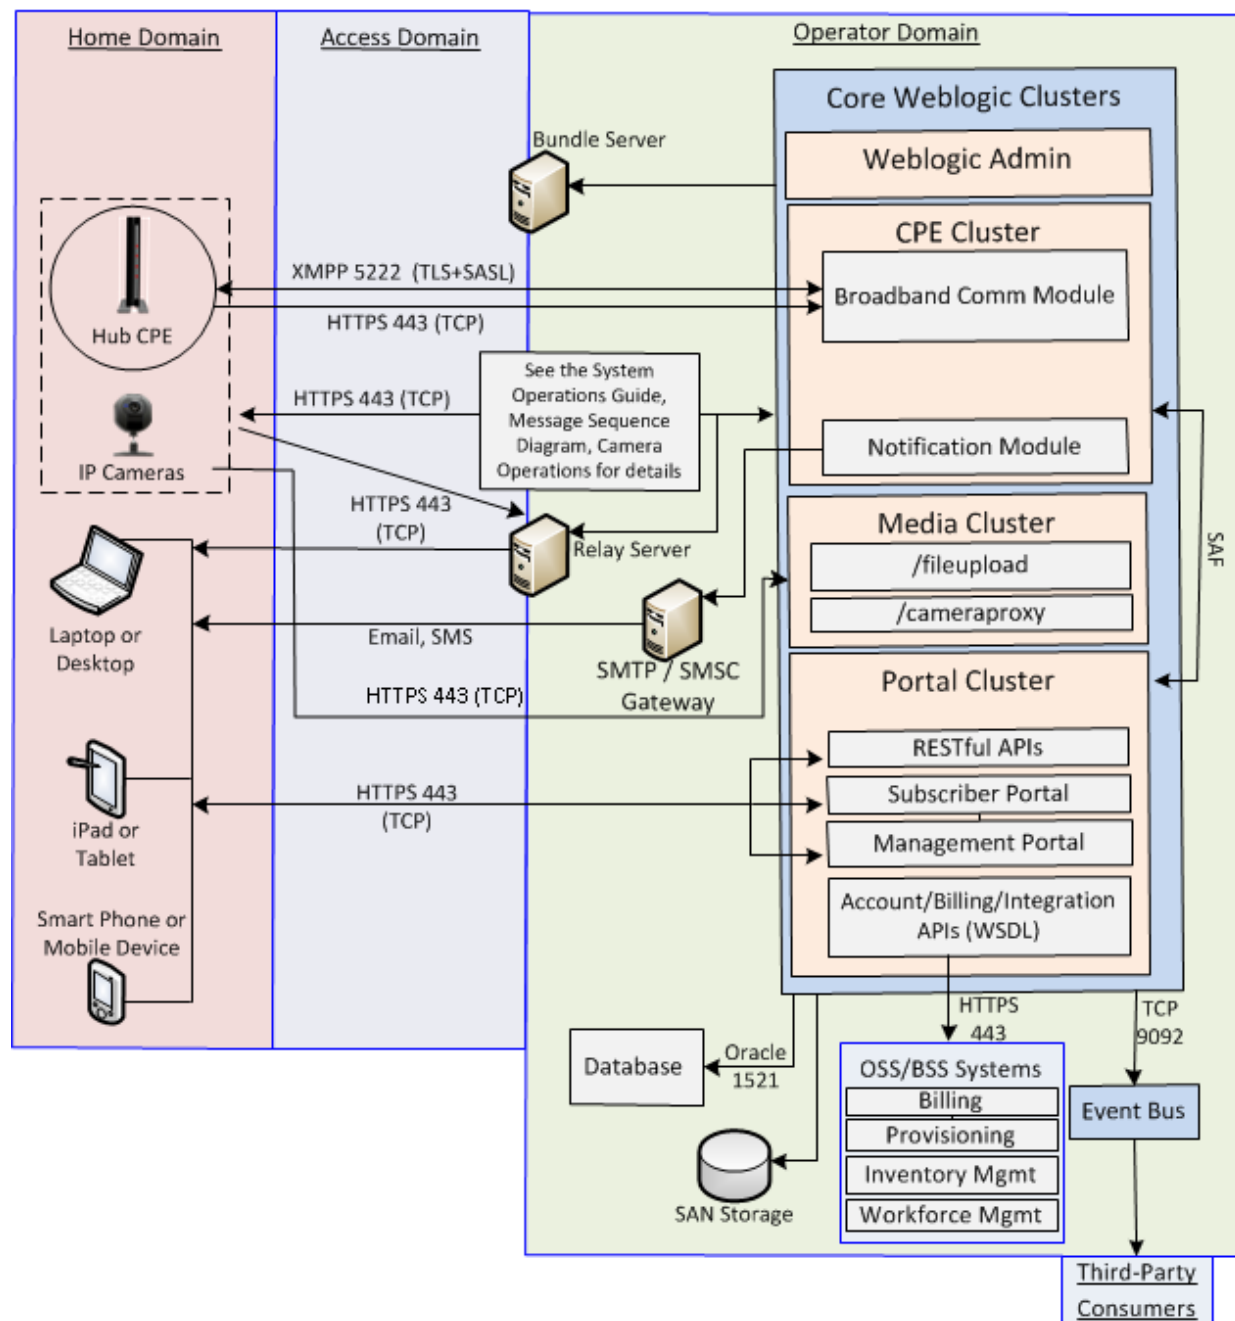 Home Domain
Access Domain
Operator Domain
Core Weblogic Clusters
Bundle Server
Weblogic Admin
CPE Cluster
XMPP 5222 (TLS+SASL)
Broadband Comm Module
HTTPS 443 (TCP)
Hub CPE
See the System
Operations Guide,
Message Sequence
Diagram, Camera
Operations for details
HTTPS 443 (TCP)
Notification Module
IP Cameras
HTTPS 443
(TCP)
Relay Server
Media Cluster
/fileupload
/cameraproxy
SAF
Laptop or
Desktop
Email, SMS
SMTP / SMSC
Gateway
HTTPS 443 (TCP)
Portal Cluster
RESTful APIs
Subscriber Portal
Management Portal
HTTPS 443
(TCP)
iPad or
Tablet
Account/Billing/Integration
APIs (WSDL)
Smart Phone or
Mobile Device
HTTPS
443
TCP
9092
Database
Oracle
1521
OSS/BSS Systems
Billing
Provisioning
Inventory Mgmt
Workforce Mgmt
Event Bus
SAN Storage
Third-Party
Consumers